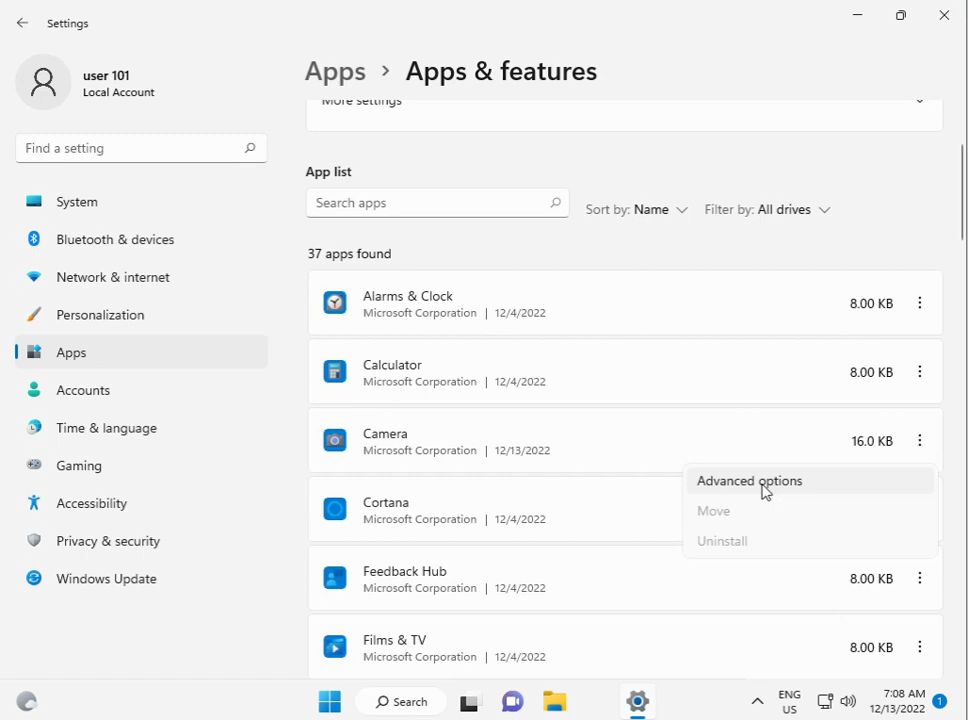 Settings
user 101
Local Account
Find a setting
System
Bluetooth & devices
Network & internet
Personalization
Apps
Accounts
Time & language
Gaming
Accessibility
Privacy & security
Windows Update
Apps > Apps & features
More settings
App list
Search apps
Sort by: Name
Filter by: All drives
37 apps found
Alarms & Clock
Microsoft Corporation | 12/4/2022
8.00 KB
Calculator
Microsoft Corporation | 12/4/2022
8.00 KB
Camera
Microsoft Corporation | 12/13/2022
16.0 KB
Advanced options
Move
Uninstall
Cortana
Microsoft Corporation | 12/4/2022
Feedback Hub
Microsoft Corporation | 12/4/2022
8.00 KB
Films & TV
Microsoft Corporation | 12/4/2022
8.00 KB
Search
ENG
US
7:08 AM
12/13/2022
1